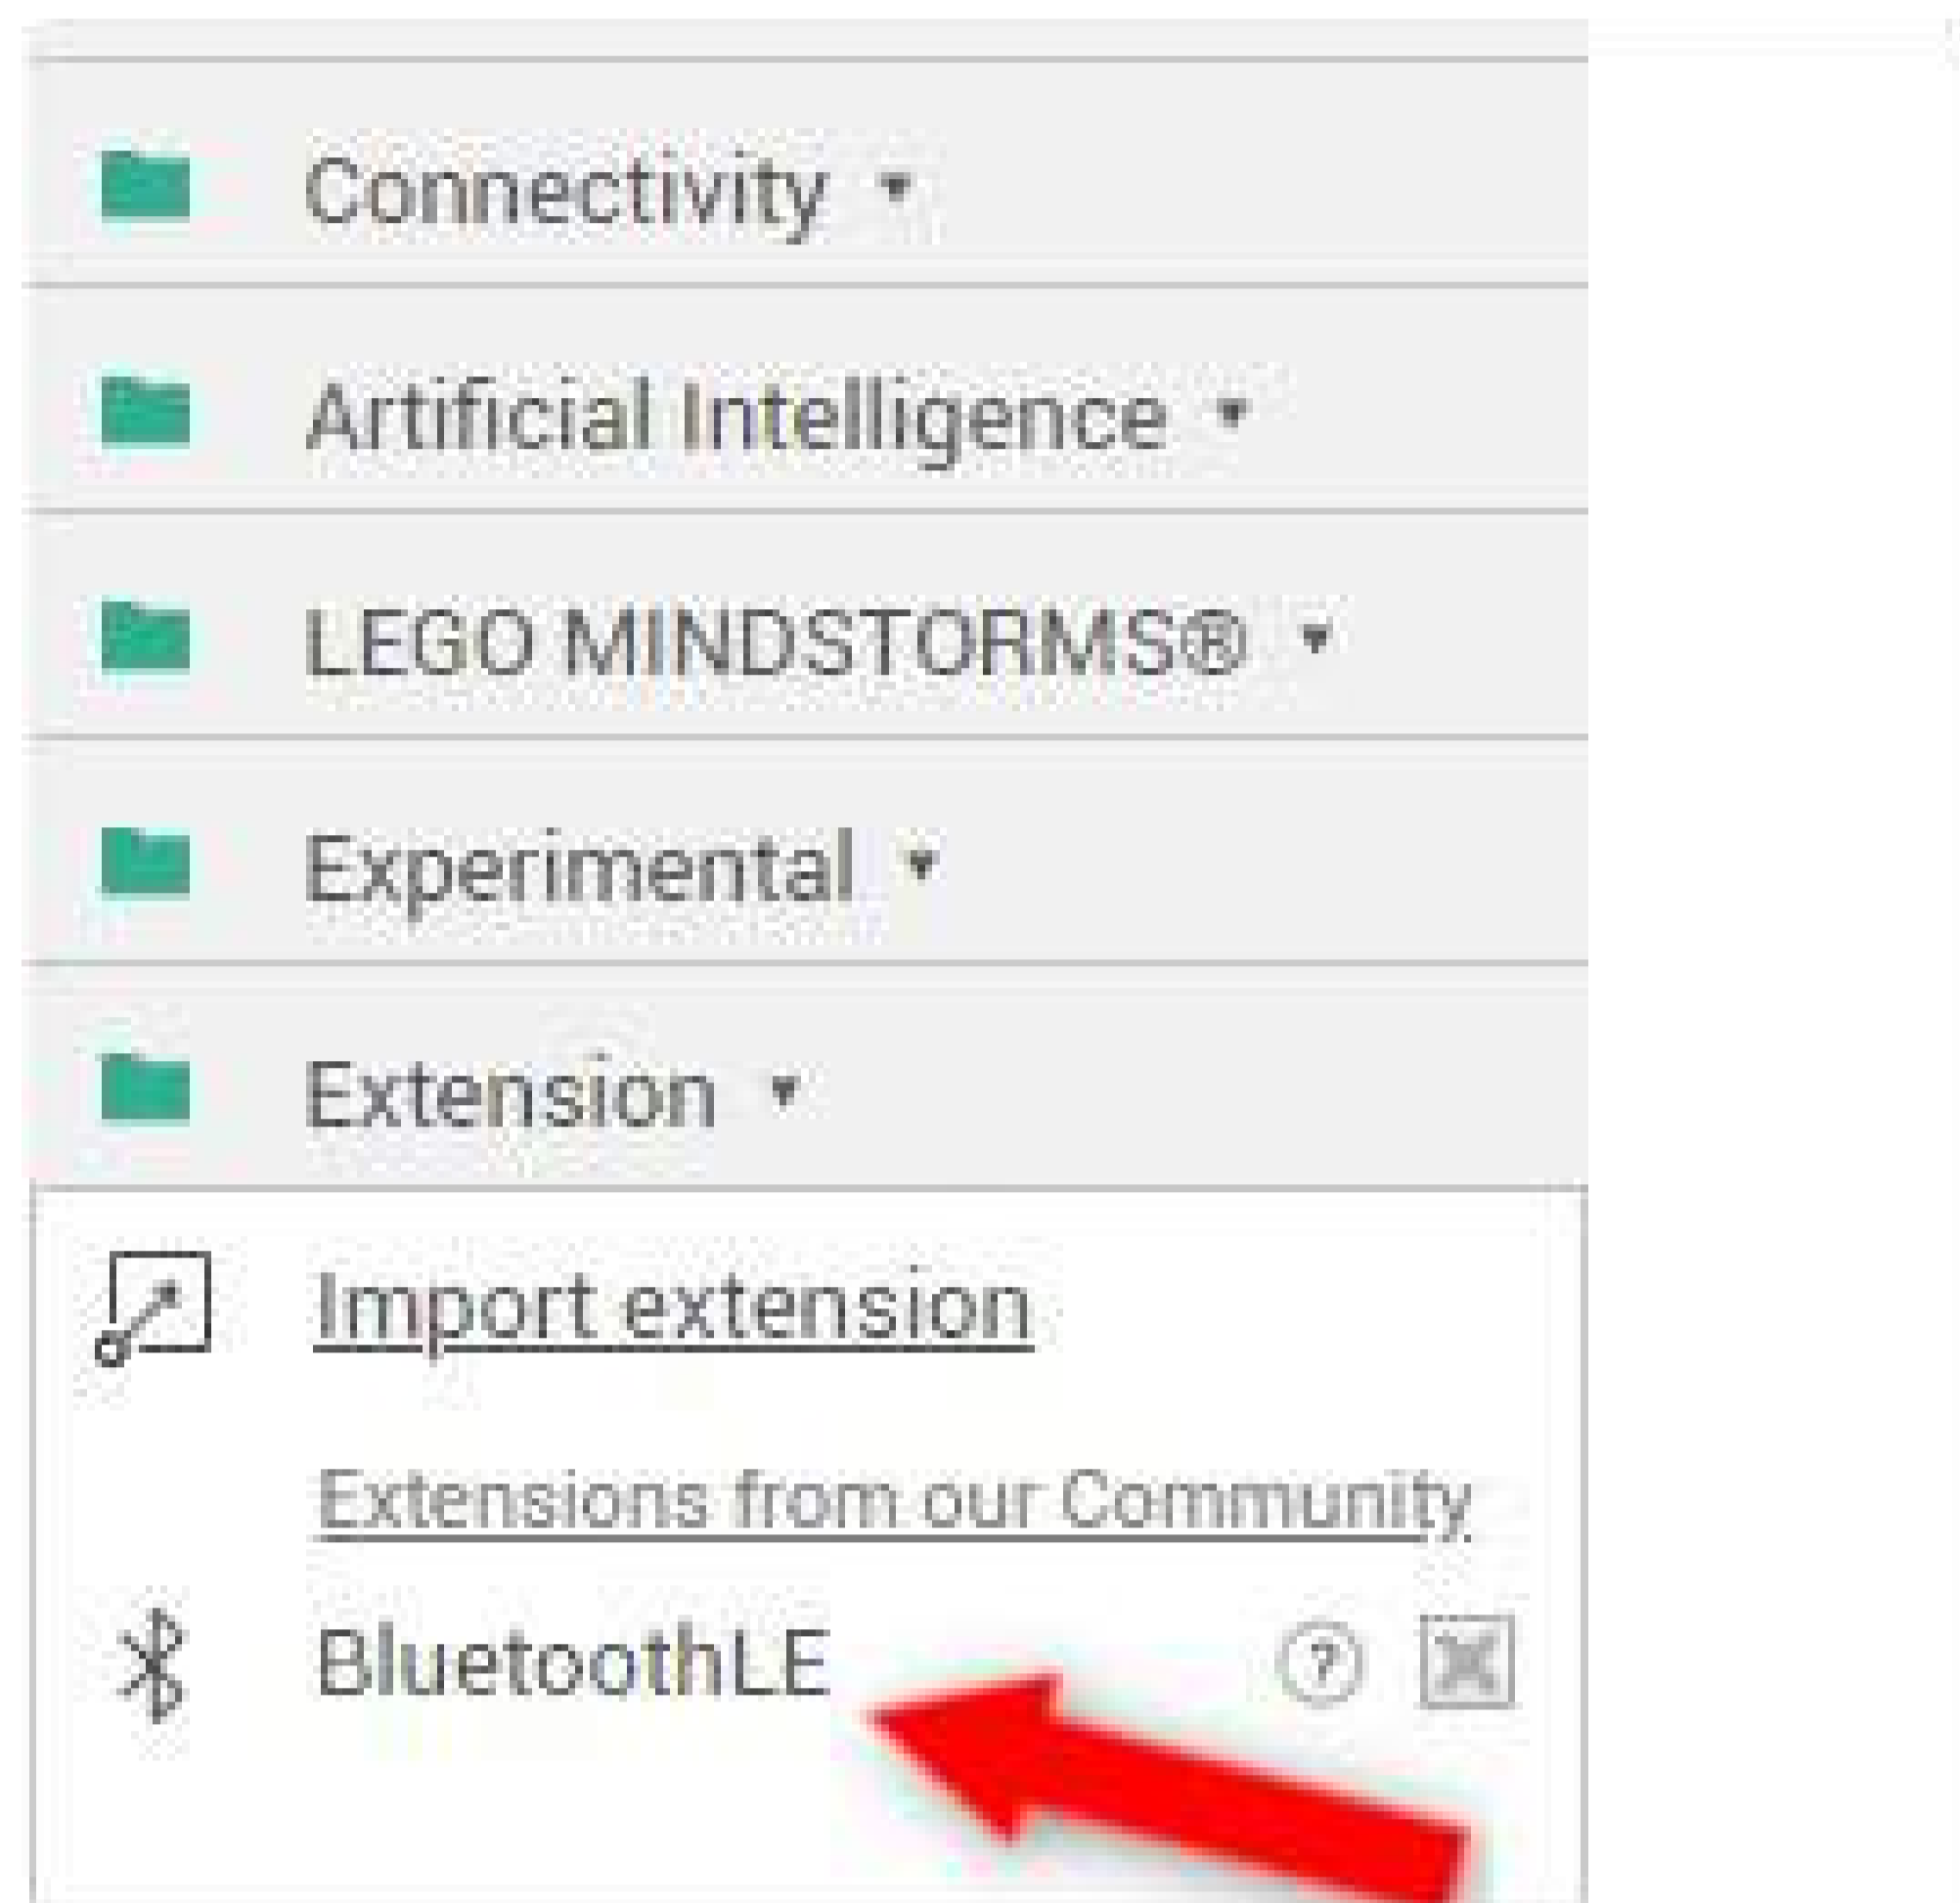 Connectivity
Artificial Intelligence
LEGO MINDSTORMS®
Experimental
Extension
Import extension
Extensions from our Community
BluetoothLE ?